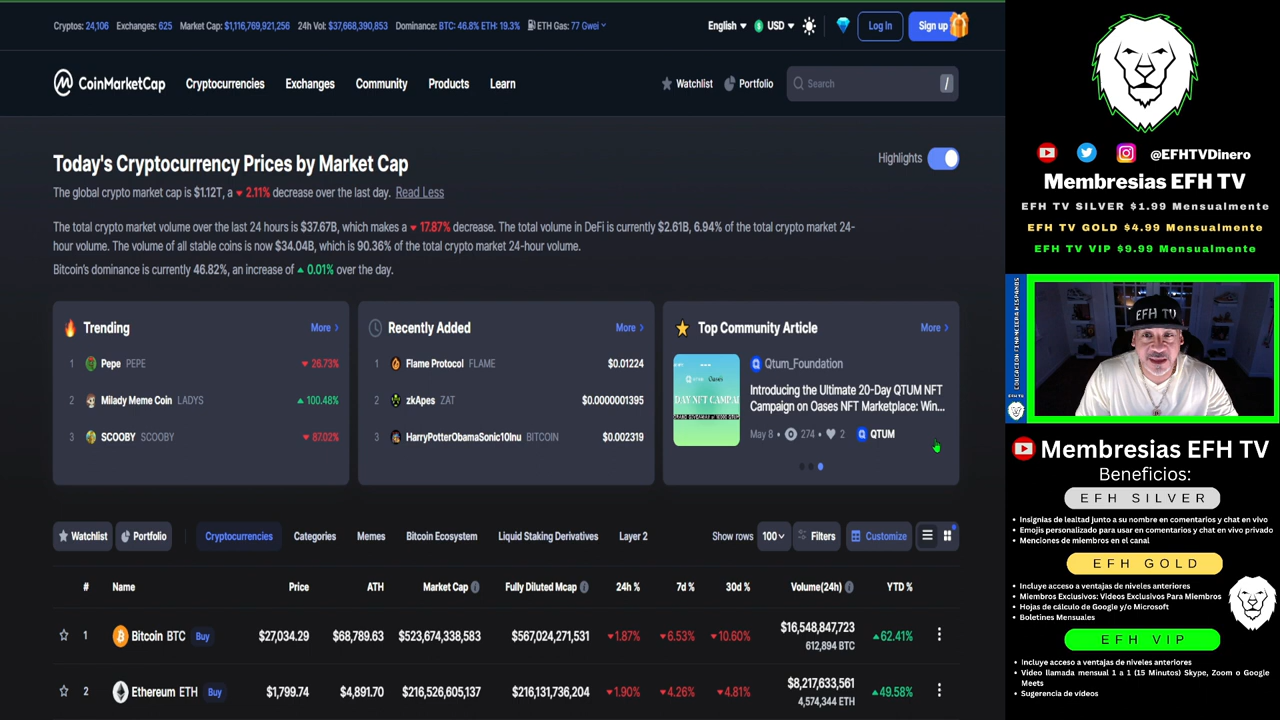 Cryptos: 24,106 Exchanges: 625 Market Cap: $1,116,769,921,256 24h Vol: $37,668,390,853 Dominance: BTC: 46.8% ETH: 19.3% ETH Gas: 77 Gwei
English USD Log In Sign up
CoinMarketCap Cryptocurrencies Exchanges Community Products Learn Watchlist Portfolio Search /
Today's Cryptocurrency Prices by Market Cap
Highlights
The global crypto market cap is $1.12T, a 2.11% decrease over the last day. Read Less
The total crypto market volume over the last 24 hours is $37.67B, which makes a 17.87% decrease. The total volume in DeFi is currently $2.61B, 6.94% of the total crypto market 24-
hour volume. The volume of all stable coins is now $34.04B, which is 90.36% of the total crypto market 24-hour volume.
Bitcoin's dominance is currently 46.82%, an increase of 0.01% over the day.
Trending More
1 Pepe PEPE 26.73%
2 Milady Meme Coin LADYS 100.48%
3 SCOOBY SCOOBY 87.02%
Recently Added More
1 Flame Protocol FLAME $0.01224
2 zkApes ZAT $0.0000001395
3 HarryPotterObamaSonic10Inu BITCOIN $0.002319
Top Community Article More
Qtum_Foundation
Introducing the Ultimate 20-Day QTUM NFT
Campaign on Oases NFT Marketplace: Win...
May 8 • 274 • 2 QTUM
Watchlist Portfolio Cryptocurrencies Categories Memes Bitcoin Ecosystem Liquid Staking Derivatives Layer 2 Show rows 100 Filters Customize
# Name Price ATH Market Cap Fully Diluted Mcap 24h % 7d % 30d % Volume(24h) YTD %
1 Bitcoin BTC Buy $27,034.29 $68,789.63 $523,674,338,583 $567,024,271,531 1.87% 6.53% 10.60% $16,548,847,723 62.41%
612,894 BTC
2 Ethereum ETH Buy $1,799.74 $4,891.70 $216,526,605,137 $216,131,736,204 1.90% 4.26% 4.81% $8,217,633,561 49.58%
4,574,344 ETH
@EFHTVDinero
Membresias EFH TV
EFH TV SILVER $1.99 Mensualmente
EFH TV GOLD $4.99 Mensualmente
EFH TV VIP $9.99 Mensualmente
EDUCACION FINANCIERA HISPANOS
EFH TV
EFH TV
Membresias EFH TV
Beneficios:
EFH SILVER
• Insignias de lealtad junto a su nombre en comentarios y chat en vivo
• Emojis personalizado para usar en comentarios y chat en vivo privado
• Menciones de miembros en el canal
EFH GOLD
• Incluye acceso a ventajas de niveles anteriores
• Miembros Exclusivos: Videos Exclusivos Para Miembros
• Hojas de cálculo de Google y/o Microsoft
• Boletines Mensuales
EFH VIP
• Incluye acceso a ventajas de niveles anteriores
• Video llamada mensual 1 a 1 (15 Minutos) Skype, Zoom o Google
Meets
• Sugerencia de vídeos